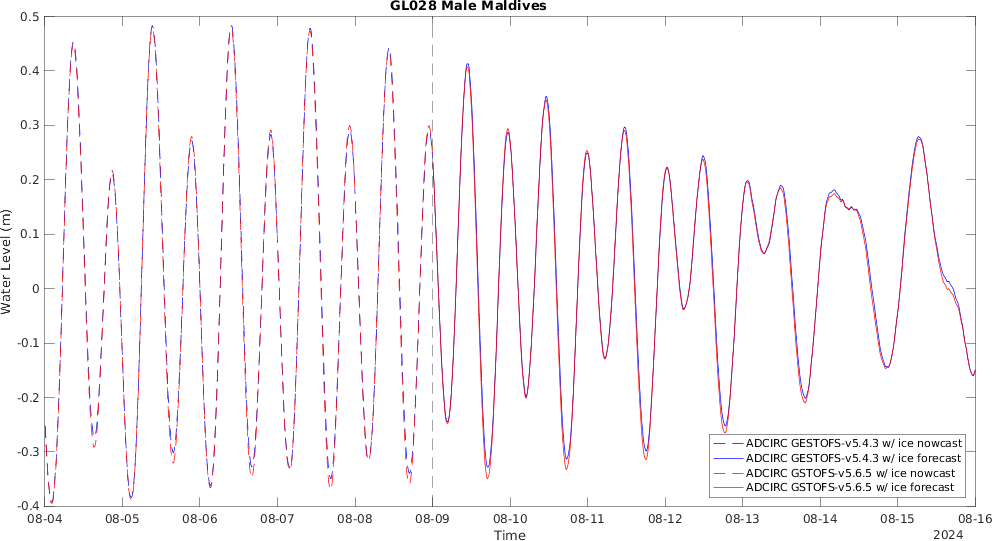 GL028 Male Maldives
0.5
0.4
0.3
0.2
0.1
0
-0.1
-0.2
-0.3
-0.4
Water Level (m)
ADCIRC GESTOFS-v5.4.3 w/ ice nowcast
ADCIRC GESTOFS-v5.4.3 w/ ice forecast
ADCIRC GSTOFS-v5.6.5 w/ ice nowcast
ADCIRC GSTOFS-v5.6.5 w/ ice forecast
08-04 08-05 08-06 08-07 08-08 08-09 08-10 08-11 08-12 08-13 08-14 08-15 08-16
Time
2024